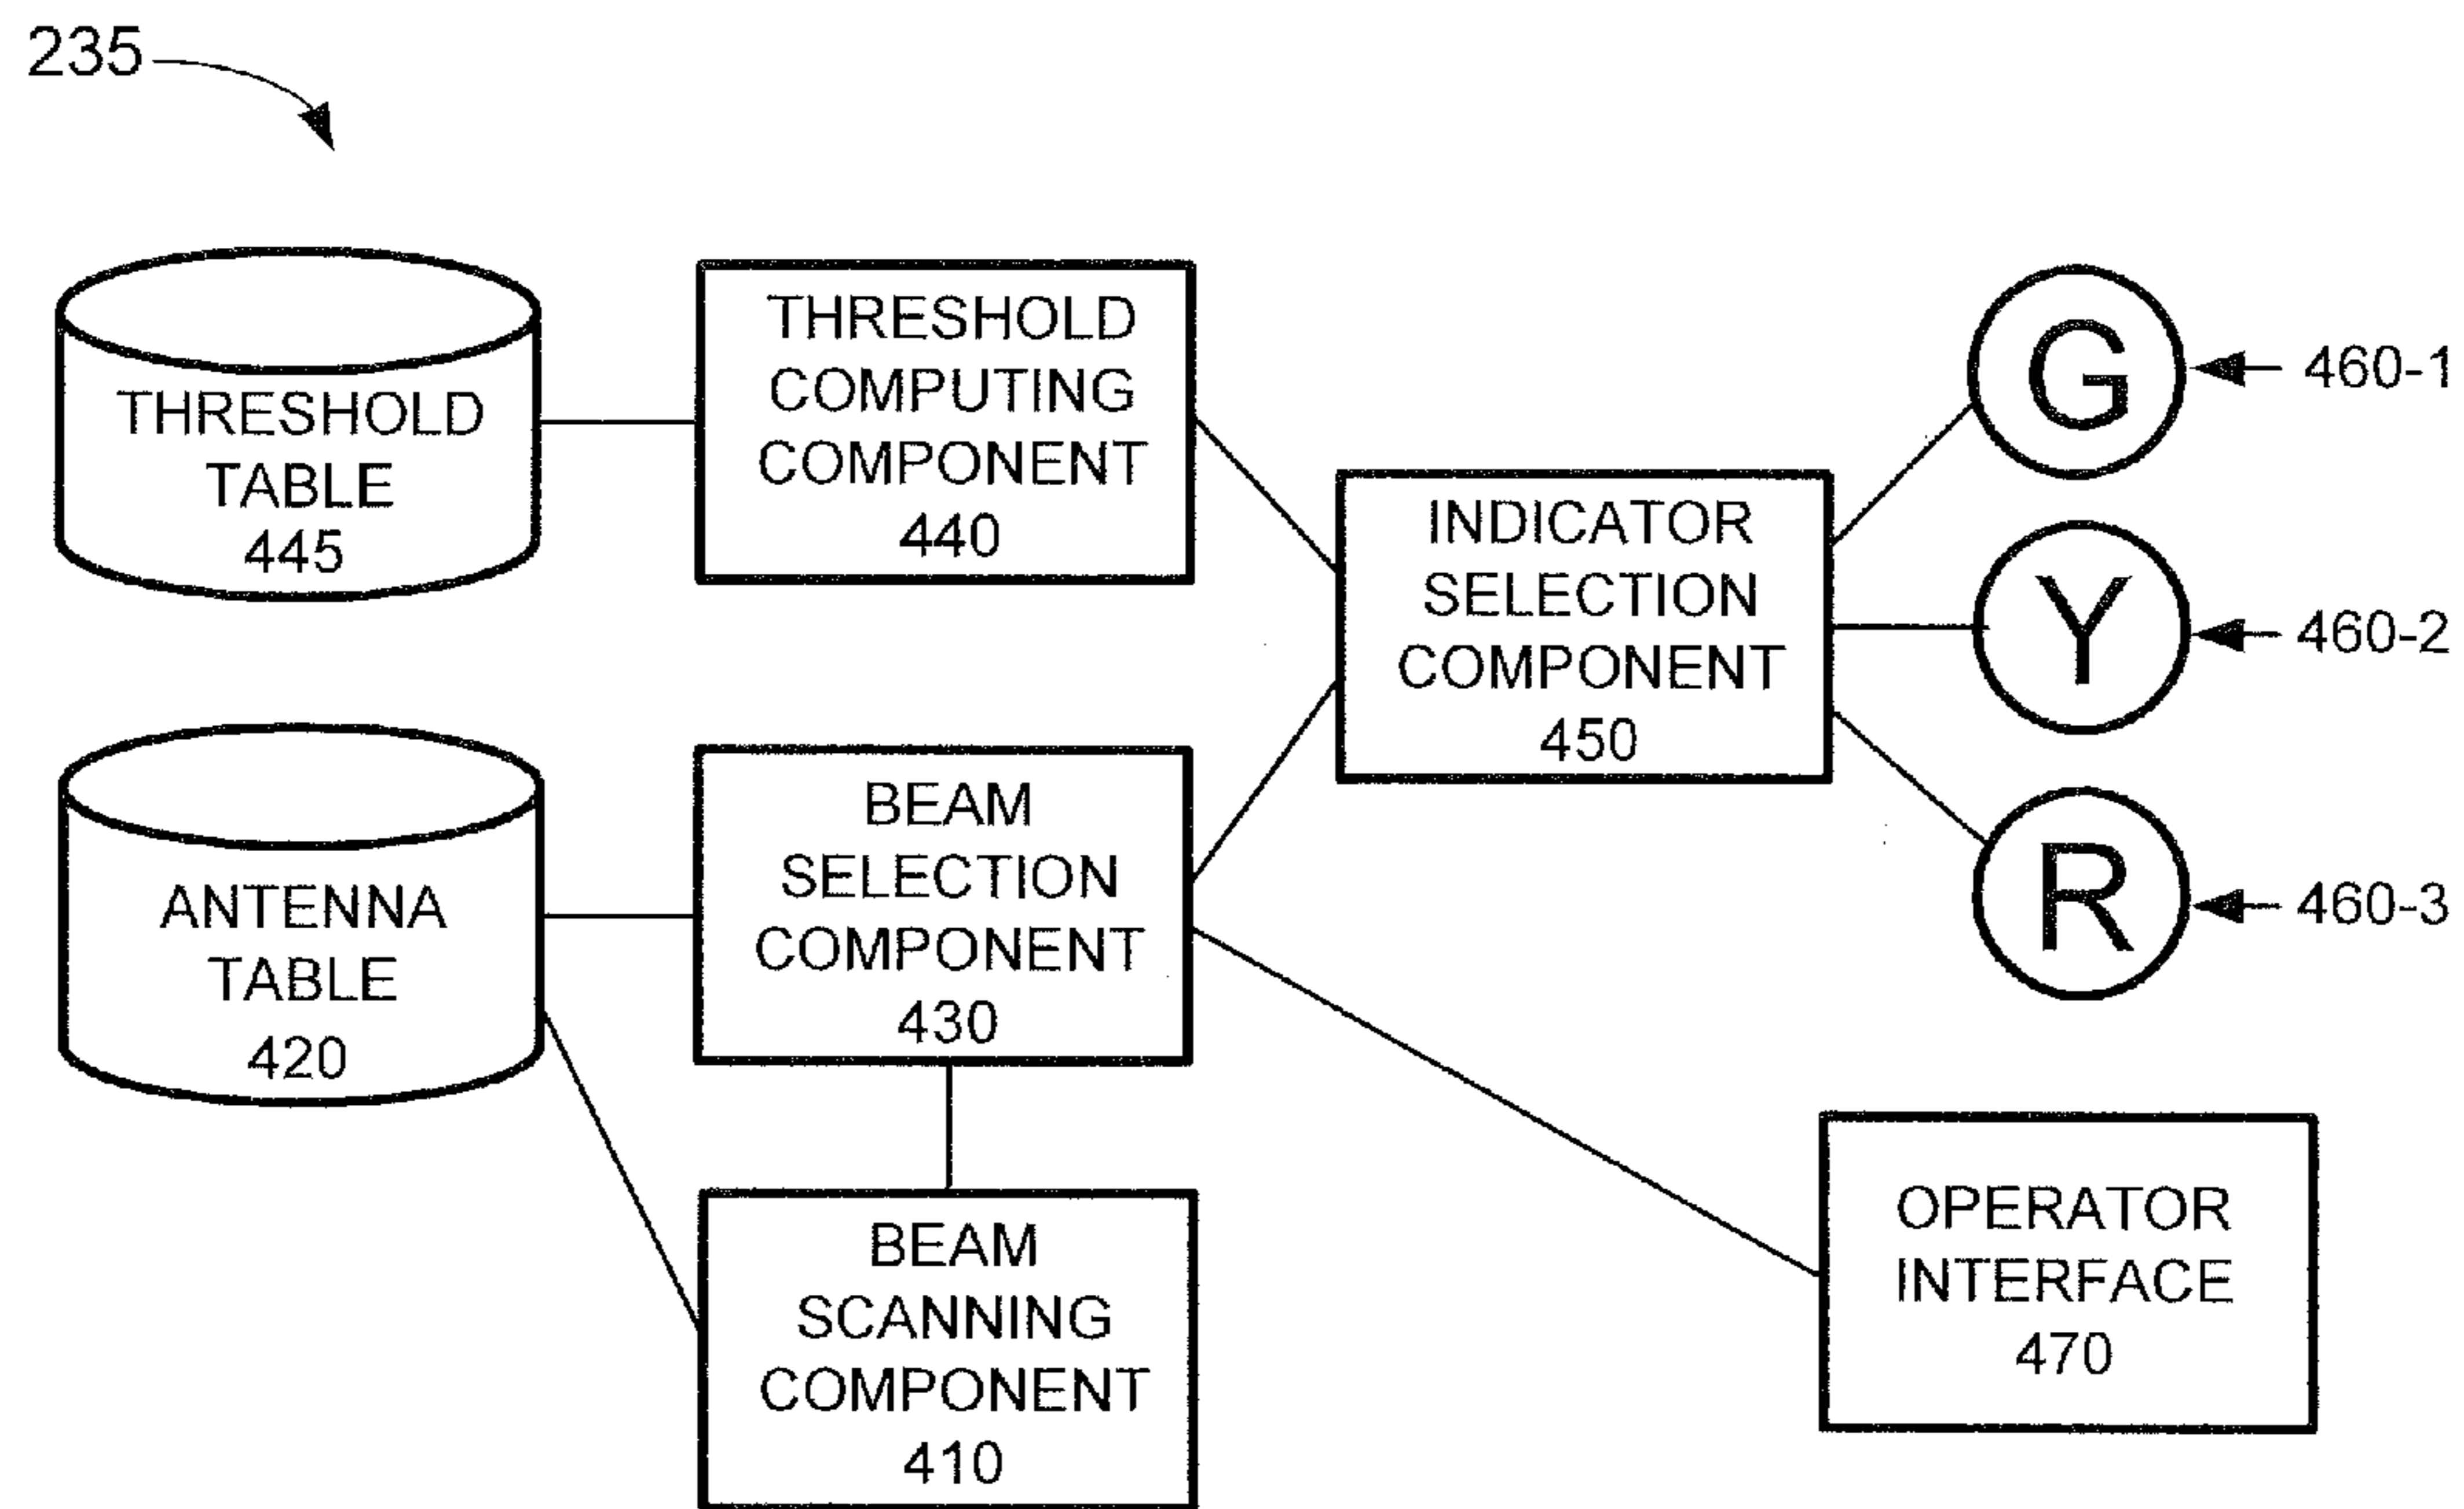 235
THRESHOLD
TABLE
445
THRESHOLD
COMPUTING
COMPONENT
440
INDICATOR
SELECTION
COMPONENT
450
G
460-1
Y
460-2
R
460-3
ANTENNA
TABLE
420
BEAM
SELECTION
COMPONENT
430
BEAM
SCANNING
COMPONENT
410
OPERATOR
INTERFACE
470